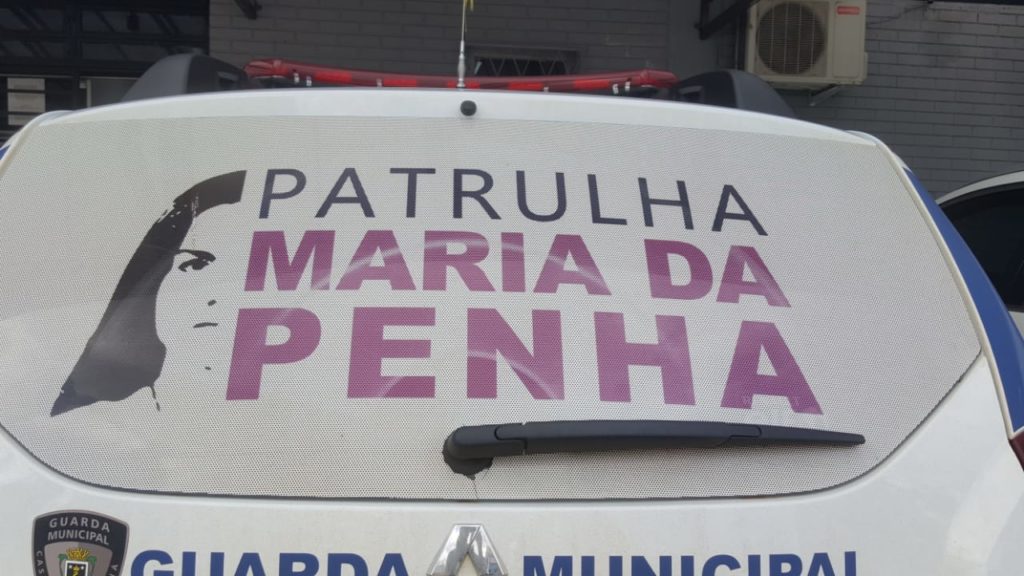 PATRULHA
MARIA DA
PENHA
GUARDA
MUNICIPAL
GUARDA MUNICIPAL